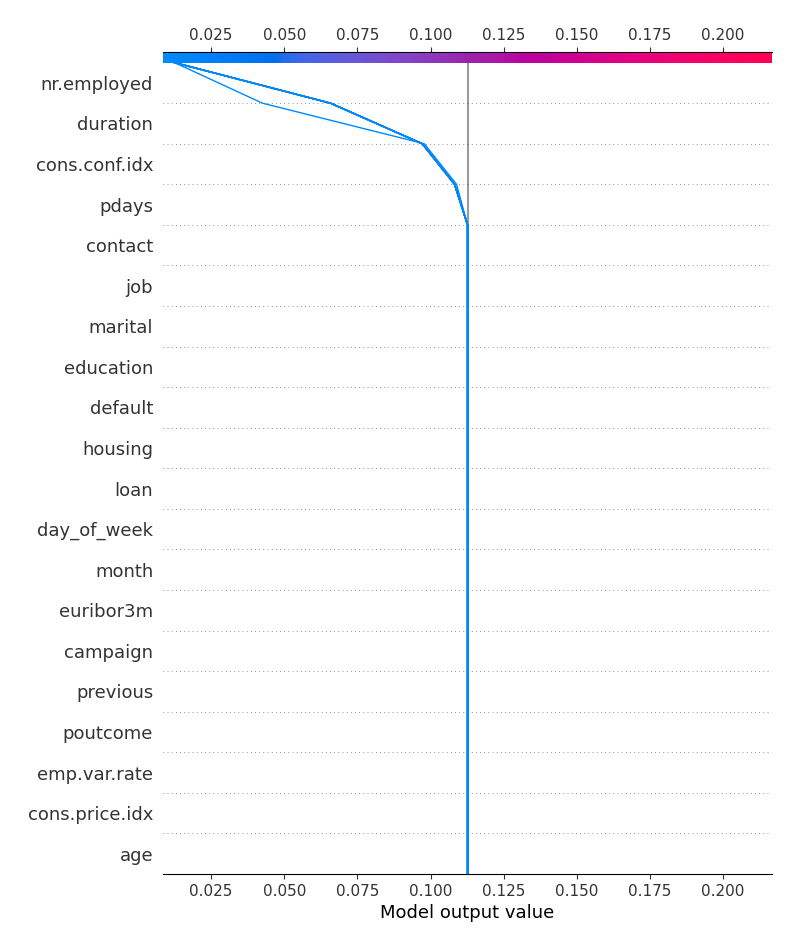 0.025 0.050 0.075 0.100 0.125 0.150 0.175 0.200
nr.employed
duration
cons.conf.idx
pdays
contact
job
marital
education
default
housing
loan
day_of_week
month
euribor3m
campaign
previous
poutcome
emp.var.rate
cons.price.idx
age
0.025 0.050 0.075 0.100 0.125 0.150 0.175 0.200
Model output value